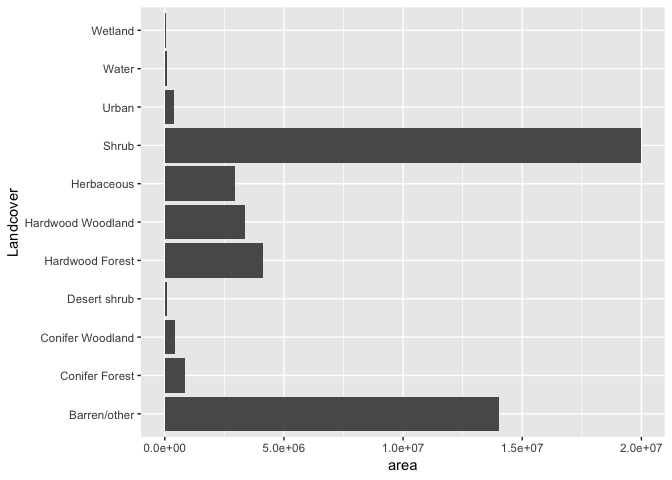 Wetland
Water
Urban
Shrub
Herbaceous
Hardwood Woodland
Hardwood Forest
Desert shrub
Conifer Woodland
Conifer Forest
Barren/other
Landcover
0.0e+00 5.0e+06 1.0e+07 1.5e+07 2.0e+07
area